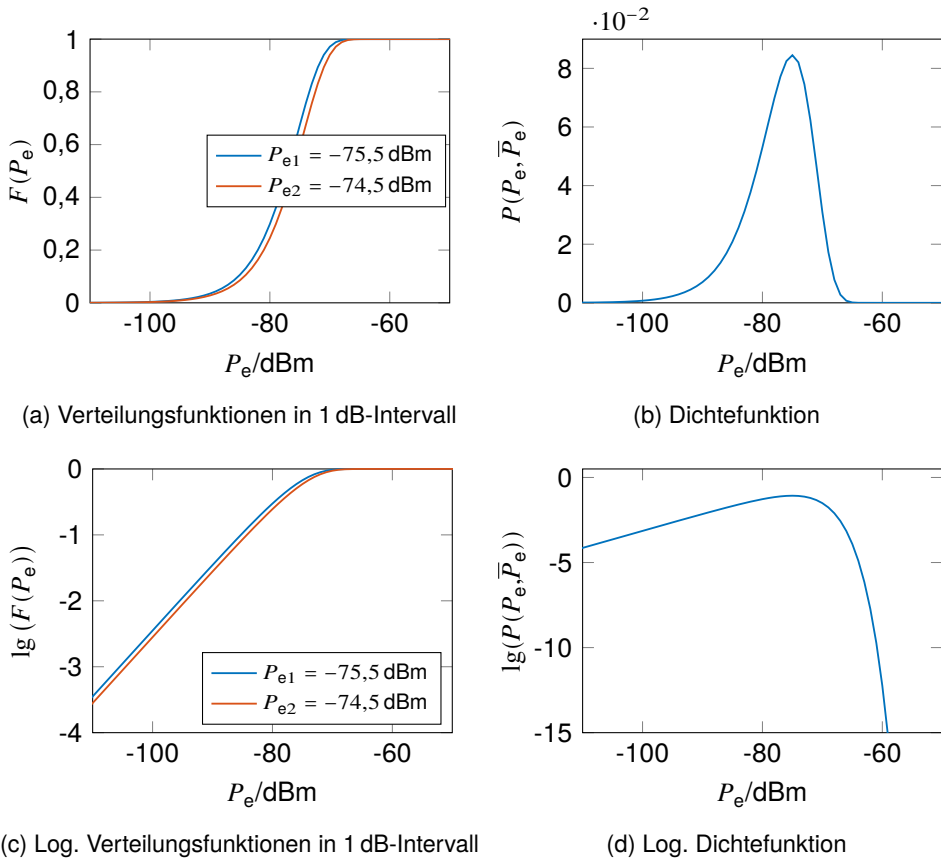 1
0,8
0,6
0,4
0,2
0
-100 -80 -60
F(Pₑ)
Pₑ/dBm
Pₑ₁ = −75,5 dBm
Pₑ₂ = −74,5 dBm
(a) Verteilungsfunktionen in 1 dB-Intervall
·10⁻²
8
6
4
2
0
-100 -80 -60
P(Pₑ, P̅ₑ)
Pₑ/dBm
(b) Dichtefunktion
0
-1
-2
-3
-4
-100 -80 -60
lg (F(Pₑ))
Pₑ/dBm
Pₑ₁ = −75,5 dBm
Pₑ₂ = −74,5 dBm
(c) Log. Verteilungsfunktionen in 1 dB-Intervall
0
-5
-10
-15
-100 -80 -60
lg(P(Pₑ,P̅ₑ))
Pₑ/dBm
(d) Log. Dichtefunktion